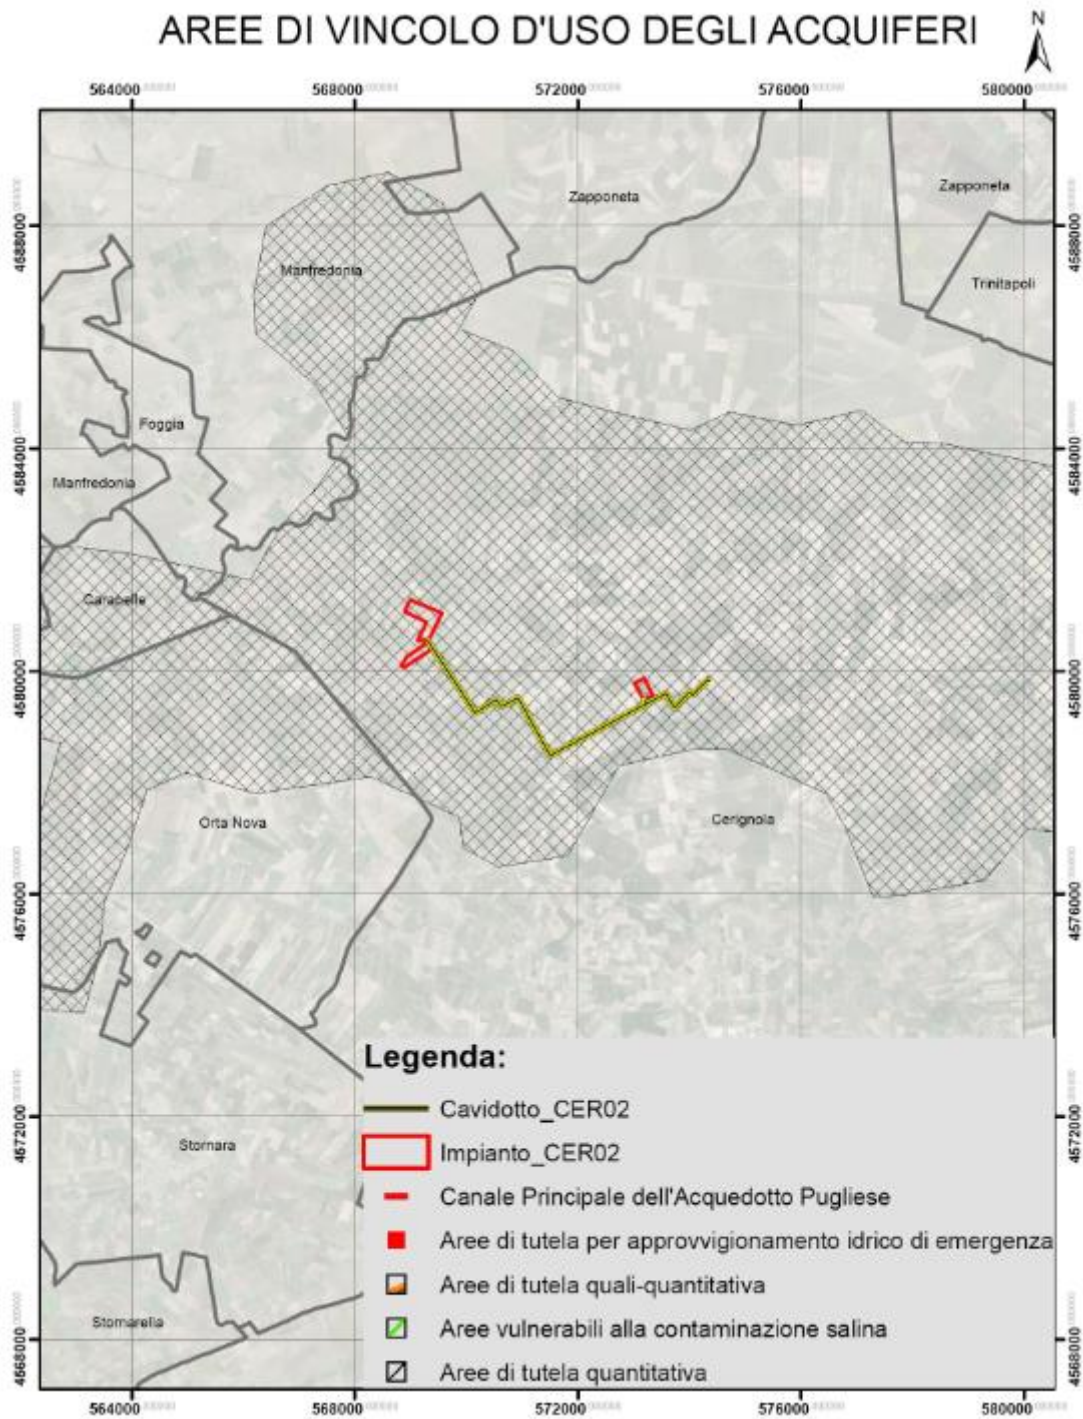 AREE DI VINCOLO D'USO DEGLI ACQUIFERI
N
564000 568000 572000 576000 580000
4588000
4588000
4584000
4584000
4580000
4580000
4576000
4576000
4572000
4572000
4568000
4568000
Zapponeta
Zapponeta
Manfredonia
Trinitapoli
Foggia
Manfredonia
Carapelle
Orta Nova
Cerignola
Stornara
Stornarella
Legenda:
Cavidotto_CER02
Impianto_CER02
Canale Principale dell'Acquedotto Pugliese
Aree di tutela per approvvigionamento idrico di emergenza
Aree di tutela quali-quantitativa
Aree vulnerabili alla contaminazione salina
Aree di tutela quantitativa
564000 568000 572000 576000 580000